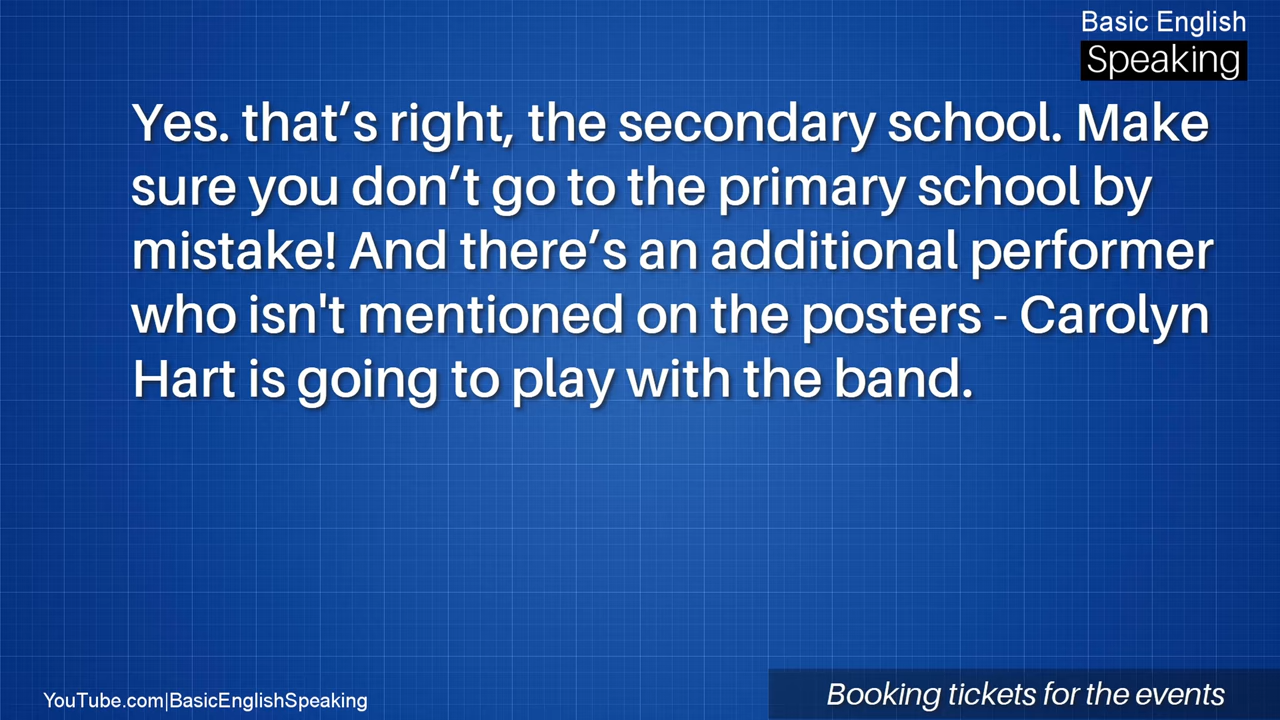 Basic English
Speaking
Yes. that’s right, the secondary school. Make
sure you don’t go to the primary school by
mistake! And there’s an additional performer
who isn't mentioned on the posters - Carolyn
Hart is going to play with the band.
YouTube.com|BasicEnglishSpeaking
Booking tickets for the events